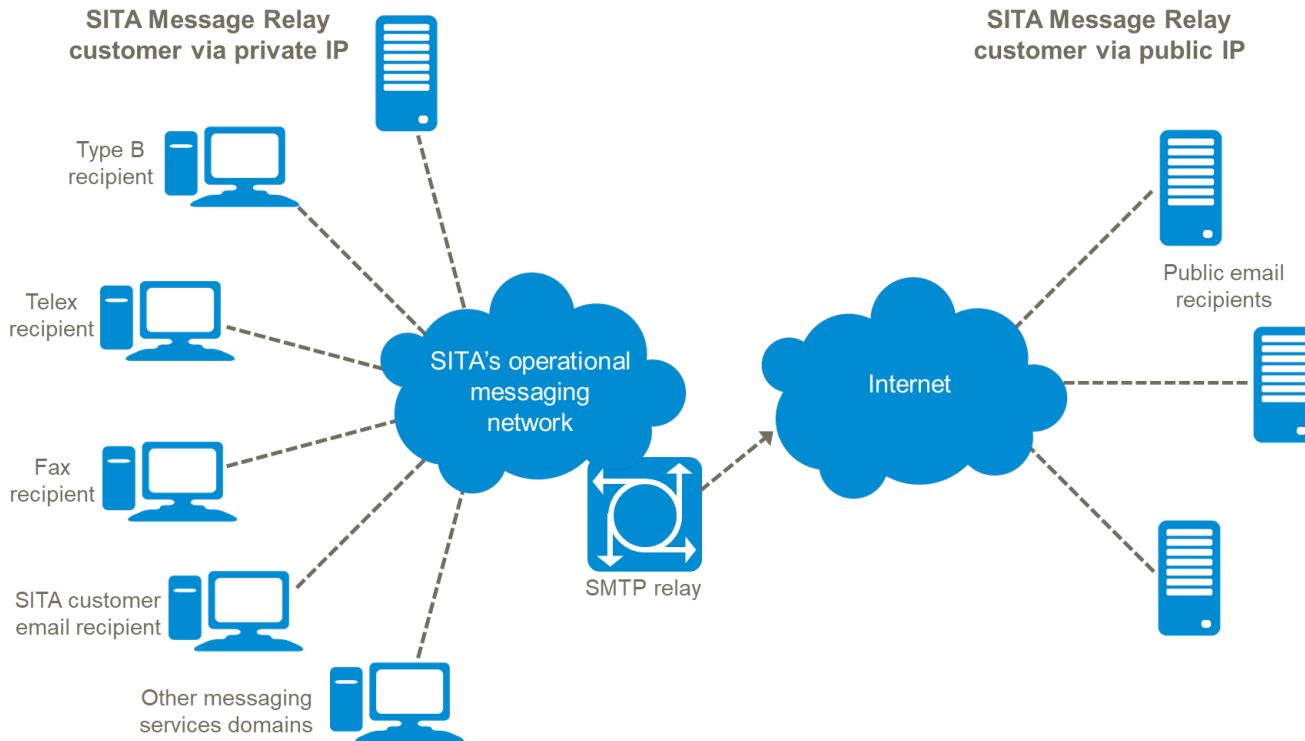 SITA Message Relay
customer via private IP
SITA Message Relay
customer via public IP
Type B
recipient
Telex
recipient
Fax
recipient
SITA customer
email recipient
Other messaging
services domains
SITA’s operational
messaging
network
SMTP relay
Internet
Public email
recipients